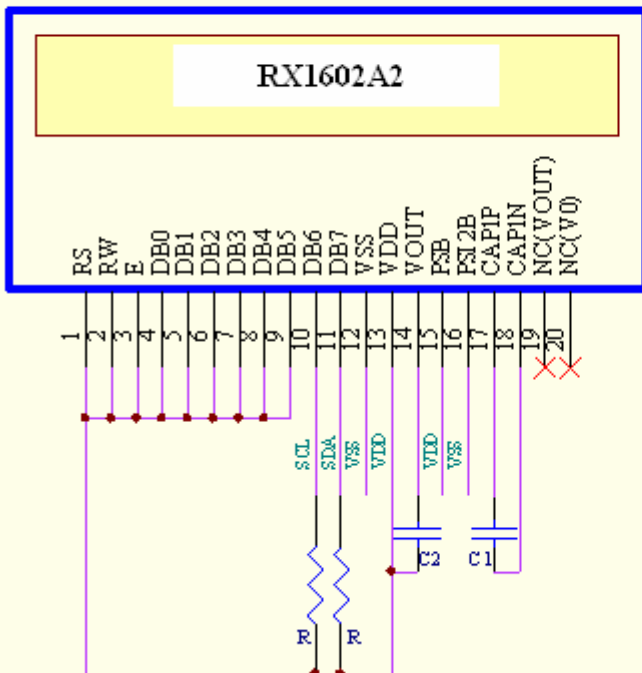 RX1602A2
RS
RW
E
DB0
DB1
DB2
DB3
DB4
DB5
DB6
DB7
VSS
VDD
VOUT
PSB
PSI2B
CAP1P
CAP1N
NC(VOUT)
NC(V0)
1
2
3
4
5
6
7
8
9
10
11
12
13
14
15
16
17
18
19
20
SCL
SDA
VSS
VDD
VDD
VSS
C2
C1
R
R